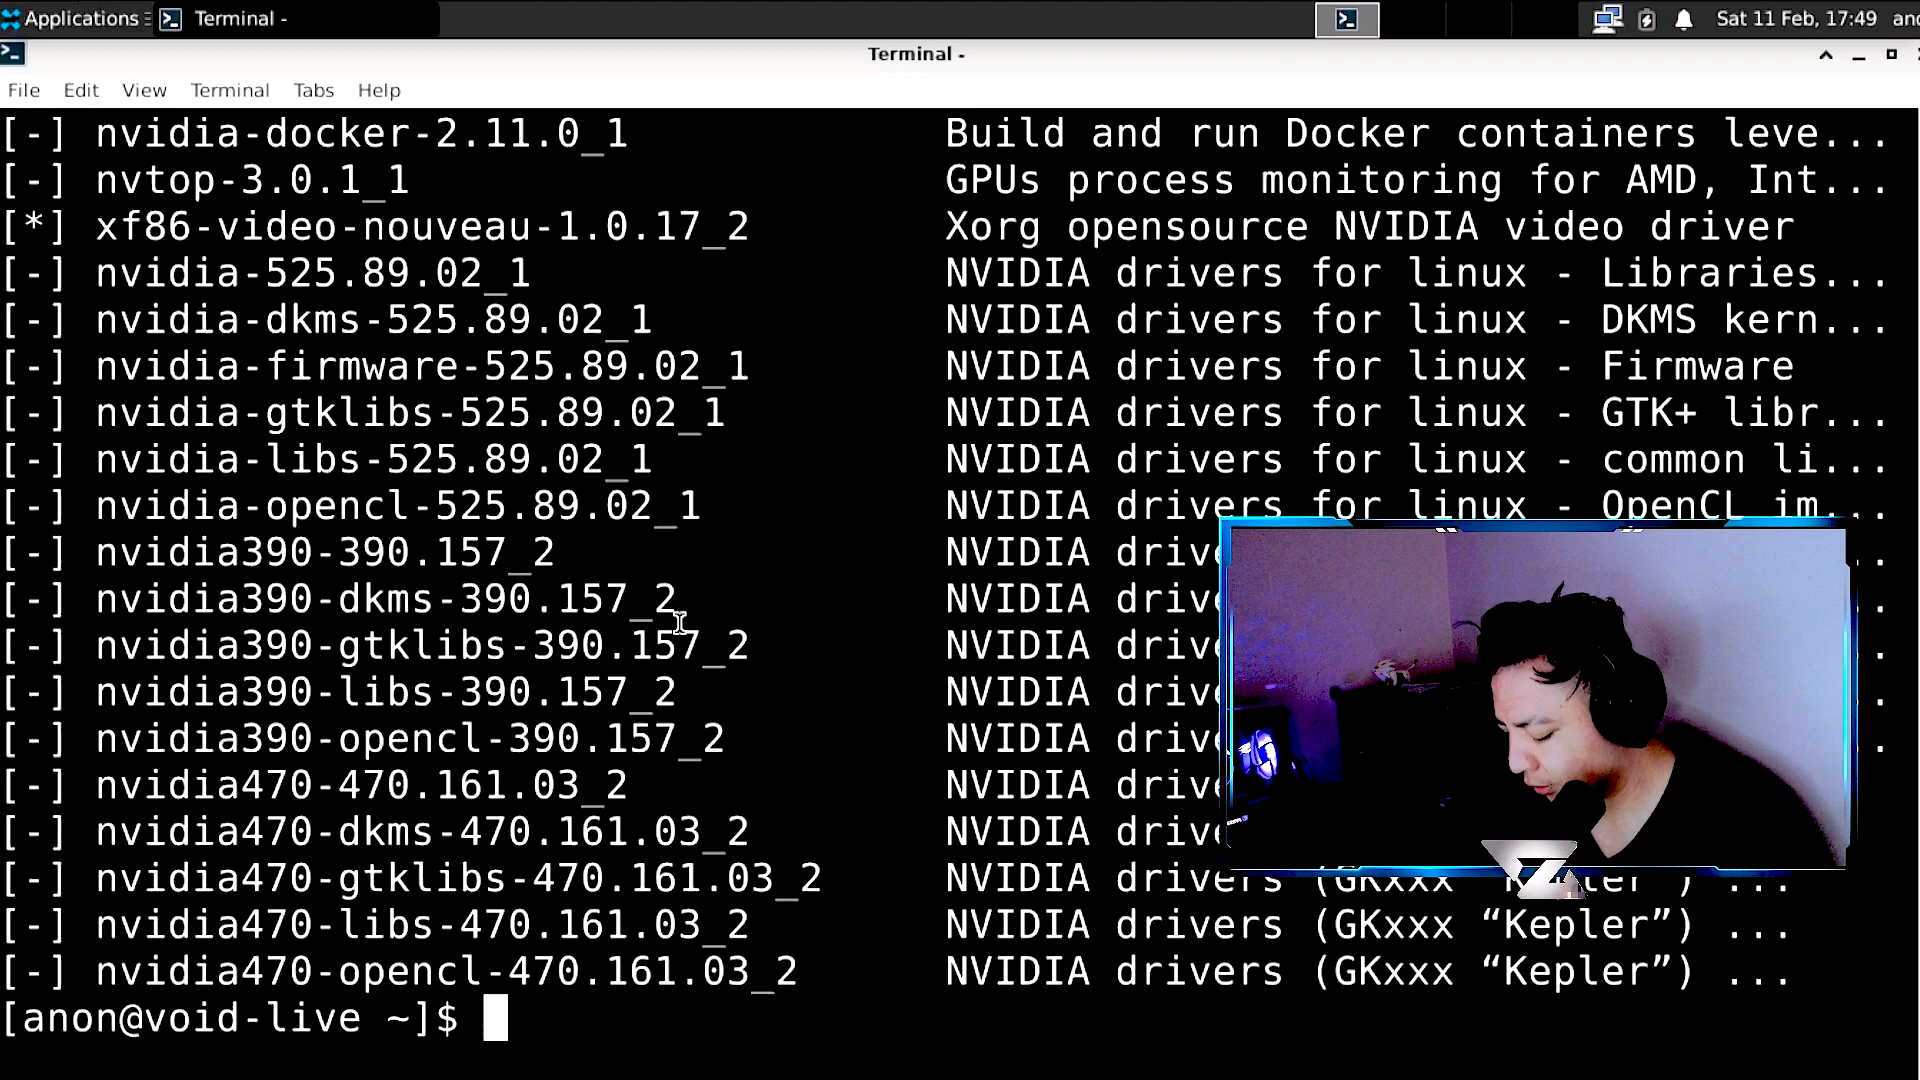 Applications Terminal - Sat 11 Feb, 17:49
Terminal -
File Edit View Terminal Tabs Help
[-] nvidia-docker-2.11.0_1 Build and run Docker containers leve...
[-] nvtop-3.0.1_1 GPUs process monitoring for AMD, Int...
[*] xf86-video-nouveau-1.0.17_2 Xorg opensource NVIDIA video driver
[-] nvidia-525.89.02_1 NVIDIA drivers for linux - Libraries...
[-] nvidia-dkms-525.89.02_1 NVIDIA drivers for linux - DKMS kern...
[-] nvidia-firmware-525.89.02_1 NVIDIA drivers for linux - Firmware
[-] nvidia-gtklibs-525.89.02_1 NVIDIA drivers for linux - GTK+ libr...
[-] nvidia-libs-525.89.02_1 NVIDIA drivers for linux - common li...
[-] nvidia-opencl-525.89.02_1 NVIDIA drivers for linux - OpenCL im...
[-] nvidia390-390.157_2 NVIDIA
[-] nvidia390-dkms-390.157_2 NVIDIA
[-] nvidia390-gtklibs-390.157_2 NVIDIA
[-] nvidia390-libs-390.157_2 NVIDIA
[-] nvidia390-opencl-390.157_2 NVIDIA
[-] nvidia470-470.161.03_2 NVIDIA
[-] nvidia470-dkms-470.161.03_2 NVIDIA
[-] nvidia470-gtklibs-470.161.03_2 NVIDIA drivers (GKxxx ...
[-] nvidia470-libs-470.161.03_2 NVIDIA drivers (GKxxx “Kepler”) ...
[-] nvidia470-opencl-470.161.03_2 NVIDIA drivers (GKxxx “Kepler”) ...
[anon@void-live ~]$